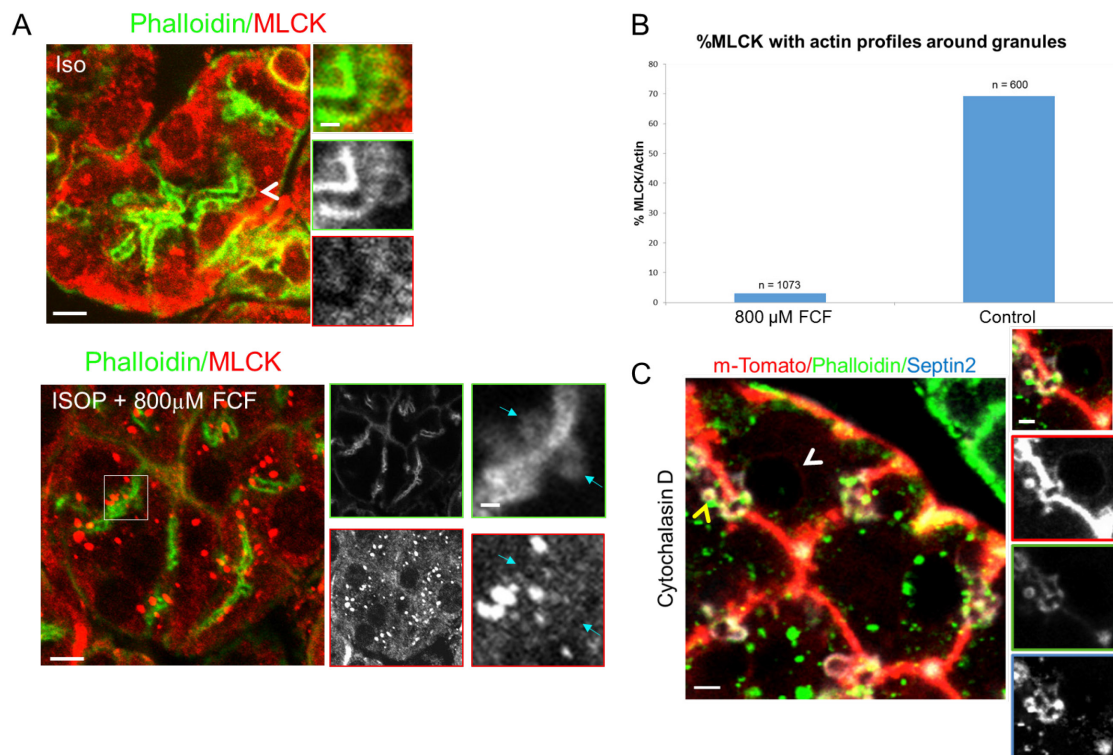 A
Phalloidin/MLCK
Iso
Phalloidin/MLCK
ISOP + 800μM FCF
B
%MLCK with actin profiles around granules
% MLCK/Actin
80
70
60
50
40
30
20
10
0
n = 1073
n = 600
800 μM FCF
Control
C
m-Tomato/Phalloidin/Septin2
Cytochalasin D